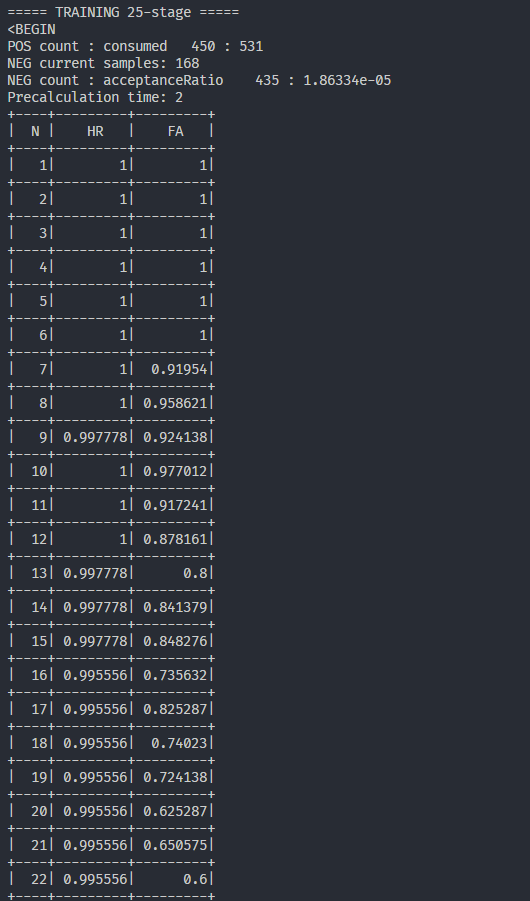 ===== TRAINING 25-stage =====
<BEGIN
POS count : consumed   450 : 531
NEG current samples: 168
NEG count : acceptanceRatio    435 : 1.86334e-05
Precalculation time: 2
+----+---------+---------+
|  N |    HR   |    FA   |
+----+---------+---------+
|   1|        1|        1|
+----+---------+---------+
|   2|        1|        1|
+----+---------+---------+
|   3|        1|        1|
+----+---------+---------+
|   4|        1|        1|
+----+---------+---------+
|   5|        1|        1|
+----+---------+---------+
|   6|        1|        1|
+----+---------+---------+
|   7|        1|  0.91954|
+----+---------+---------+
|   8|        1| 0.958621|
+----+---------+---------+
|   9| 0.997778| 0.924138|
+----+---------+---------+
|  10|        1| 0.977012|
+----+---------+---------+
|  11|        1| 0.917241|
+----+---------+---------+
|  12|        1| 0.878161|
+----+---------+---------+
|  13| 0.997778|      0.8|
+----+---------+---------+
|  14| 0.997778| 0.841379|
+----+---------+---------+
|  15| 0.997778| 0.848276|
+----+---------+---------+
|  16| 0.995556| 0.735632|
+----+---------+---------+
|  17| 0.995556| 0.825287|
+----+---------+---------+
|  18| 0.995556|  0.74023|
+----+---------+---------+
|  19| 0.995556| 0.724138|
+----+---------+---------+
|  20| 0.995556| 0.625287|
+----+---------+---------+
|  21| 0.995556| 0.650575|
+----+---------+---------+
|  22| 0.995556|      0.6|
+----+---------+---------+